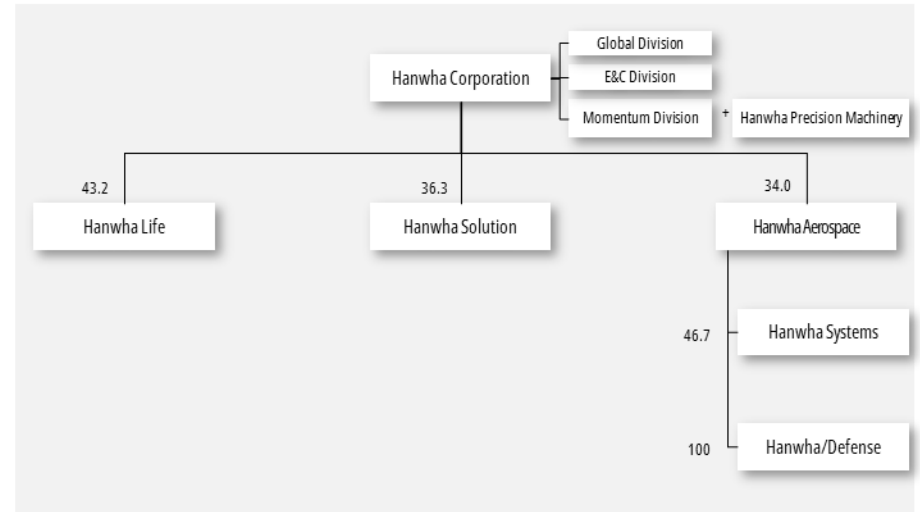 Global Division
Hanwha Corporation
E&C Division
Momentum Division
+
Hanwha Precision Machinery
43.2
36.3
34.0
Hanwha Life
Hanwha Solution
Hanwha Aerospace
46.7
Hanwha Systems
100
Hanwha/Defense